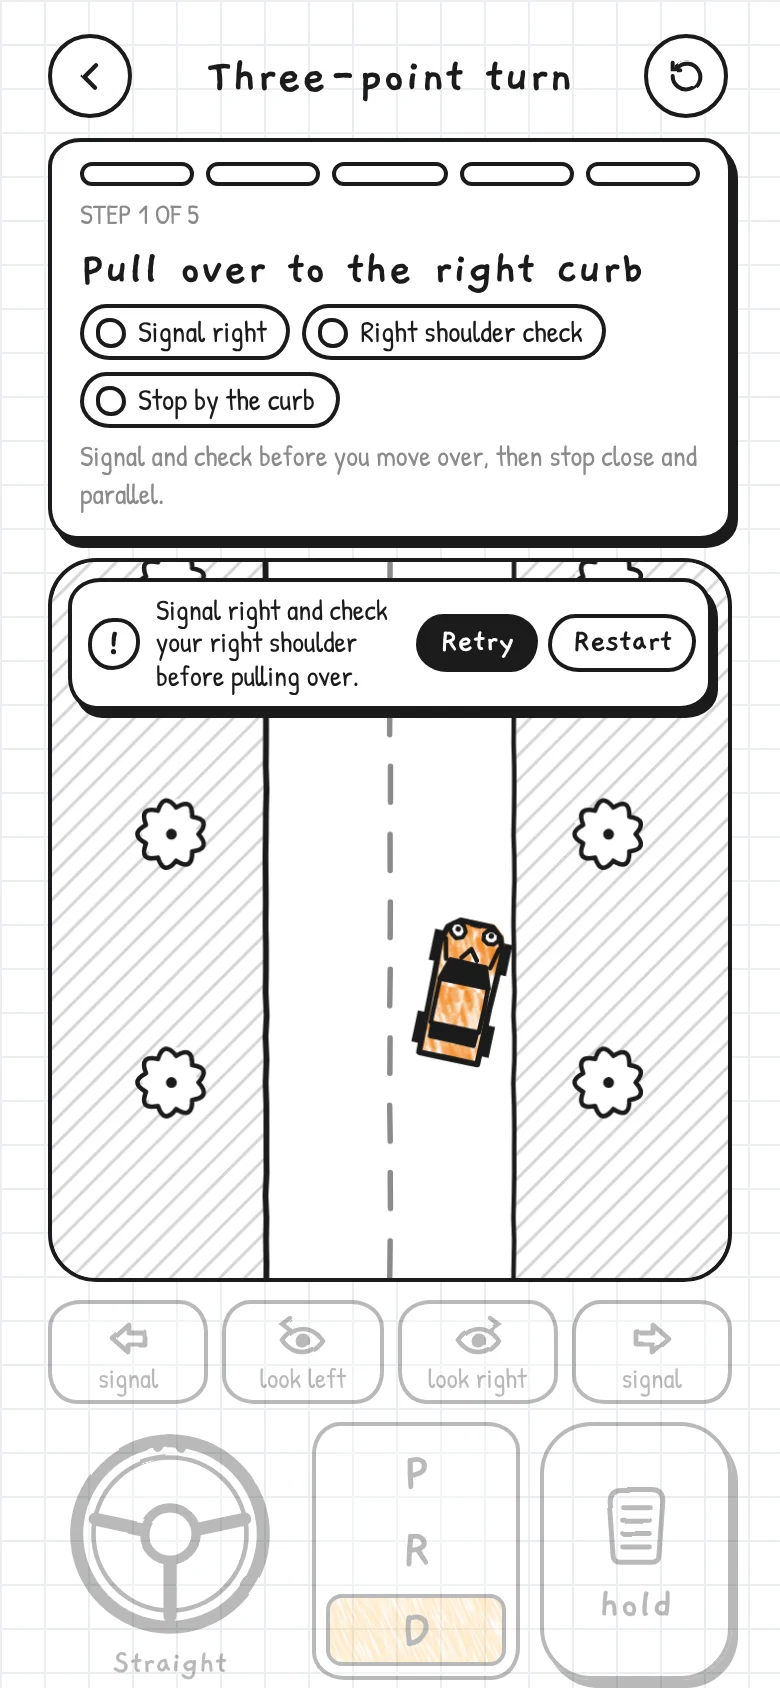 Three-point turn
STEP 1 OF 5
Pull over to the right curb
Signal right
Right shoulder check
Stop by the curb
Signal and check before you move over, then stop close and
parallel.
!
Signal right and check
your right shoulder
before pulling over.
Retry
Restart
signal
look left
look right
signal
P
R
D
hold
Straight